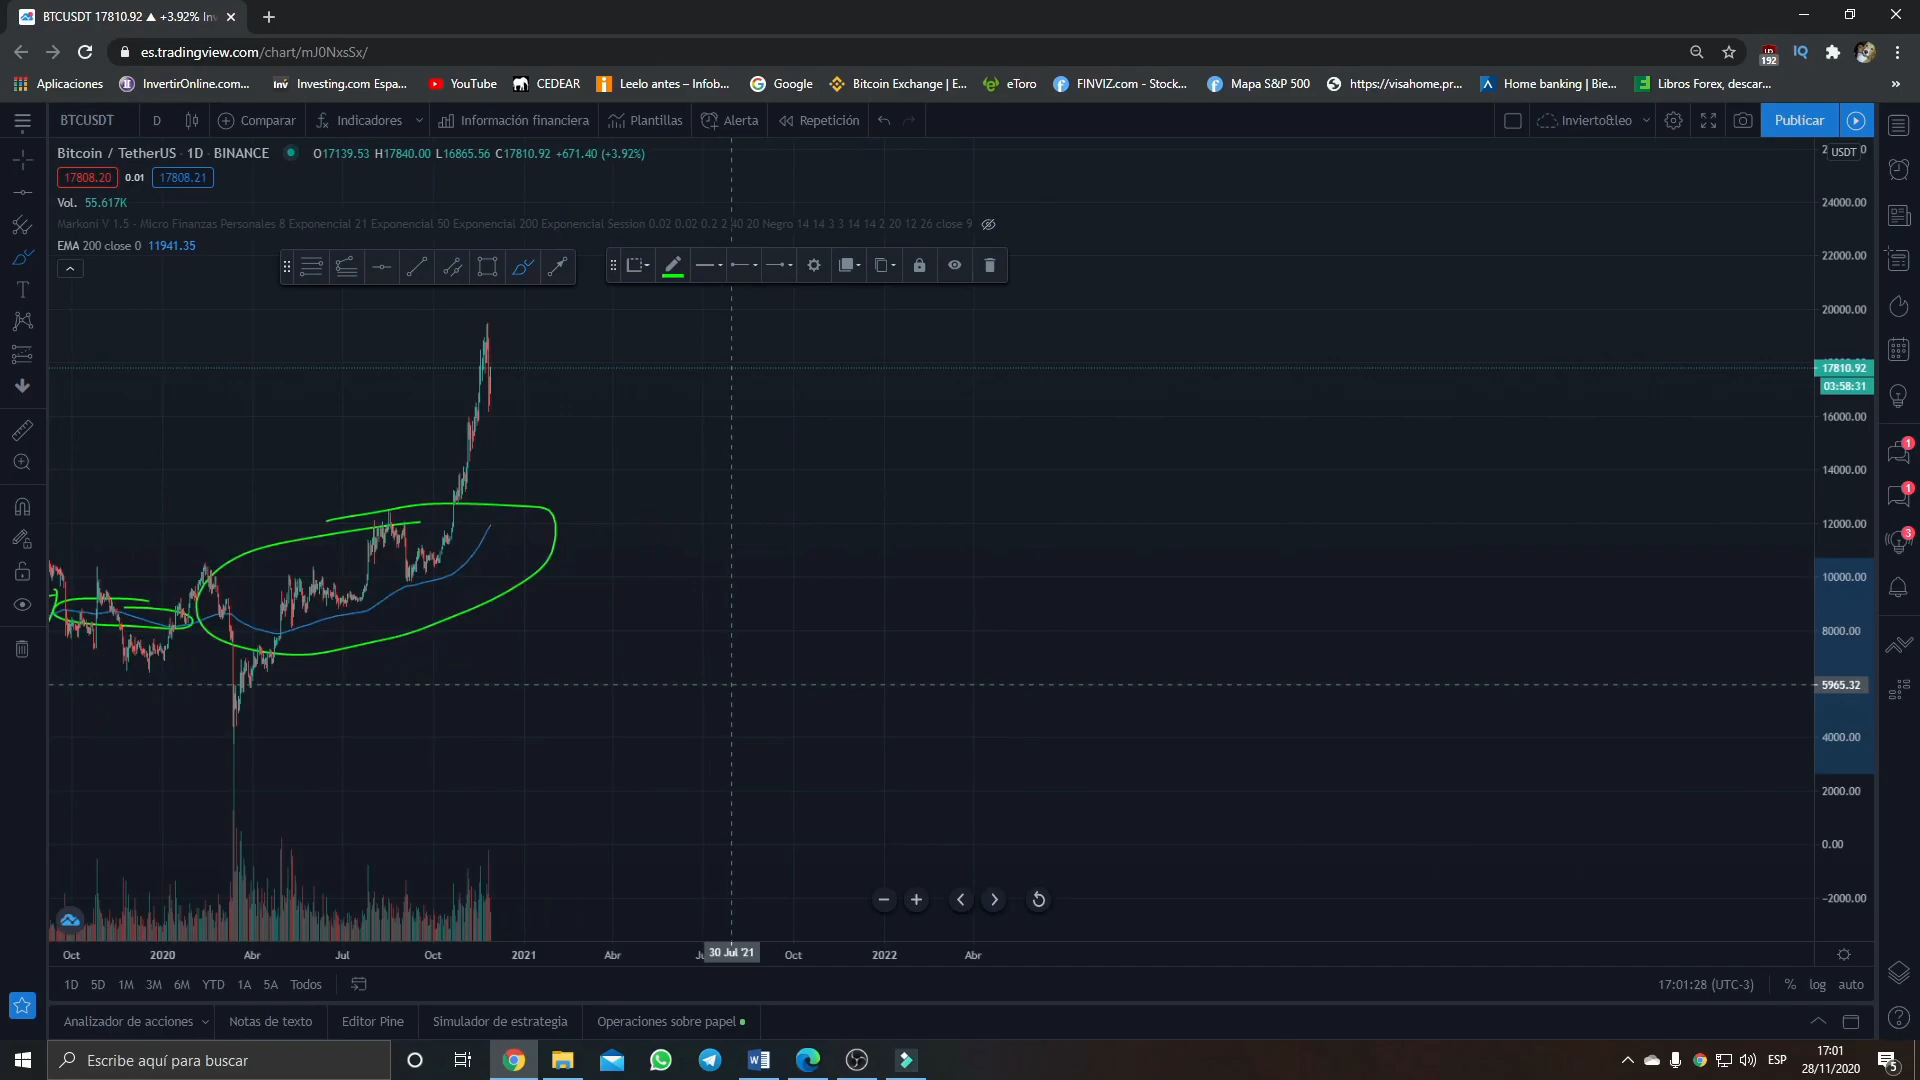 BTCUSDT 17810.92 ▲ +3.92% Inv
es.tradingview.com/chart/mJ0NxsSx/
192
Aplicaciones
InvertirOnline.com...
Inv Investing.com Espa...
YouTube
CEDEAR
Leelo antes – Infob...
Google
Bitcoin Exchange | E...
eToro
FINVIZ.com - Stock...
Mapa S&P 500
https://visahome.pr...
Home banking | Bie...
Libros Forex, descar...
»
BTCUSDT
D
Comparar
Indicadores
Información financiera
Plantillas
Alerta
Repetición
Invierto&leo
Publicar
Bitcoin / TetherUS · 1D · BINANCE
O17139.53 H17840.00 L16865.56 C17810.92 +671.40 (+3.92%)
17808.20 0.01 17808.21
Vol. 55.617K
Markoni V 1.5 - Micro Finanzas Personales 8 Exponencial 21 Exponencial 50 Exponencial 200 Exponencial Session 0.02 0.02 0.2 2 40 20 Negro 14 14 3 3 14 14 2 20 12 26 close 9
EMA 200 close 0 11941.35
USDT
24000.00
22000.00
20000.00
17810.92
03:58:31
16000.00
14000.00
12000.00
10000.00
8000.00
5965.32
4000.00
2000.00
0.00
−2000.00
1
1
3
Oct
2020
Abr
Jul
Oct
2021
Abr
30 Jul '21
Oct
2022
Abr
1D 5D 1M 3M 6M YTD 1A 5A Todos
17:01:28 (UTC-3)
% log auto
Analizador de acciones
Notas de texto
Editor Pine
Simulador de estrategia
Operaciones sobre papel
Escribe aquí para buscar
ESP
17:01
28/11/2020
5